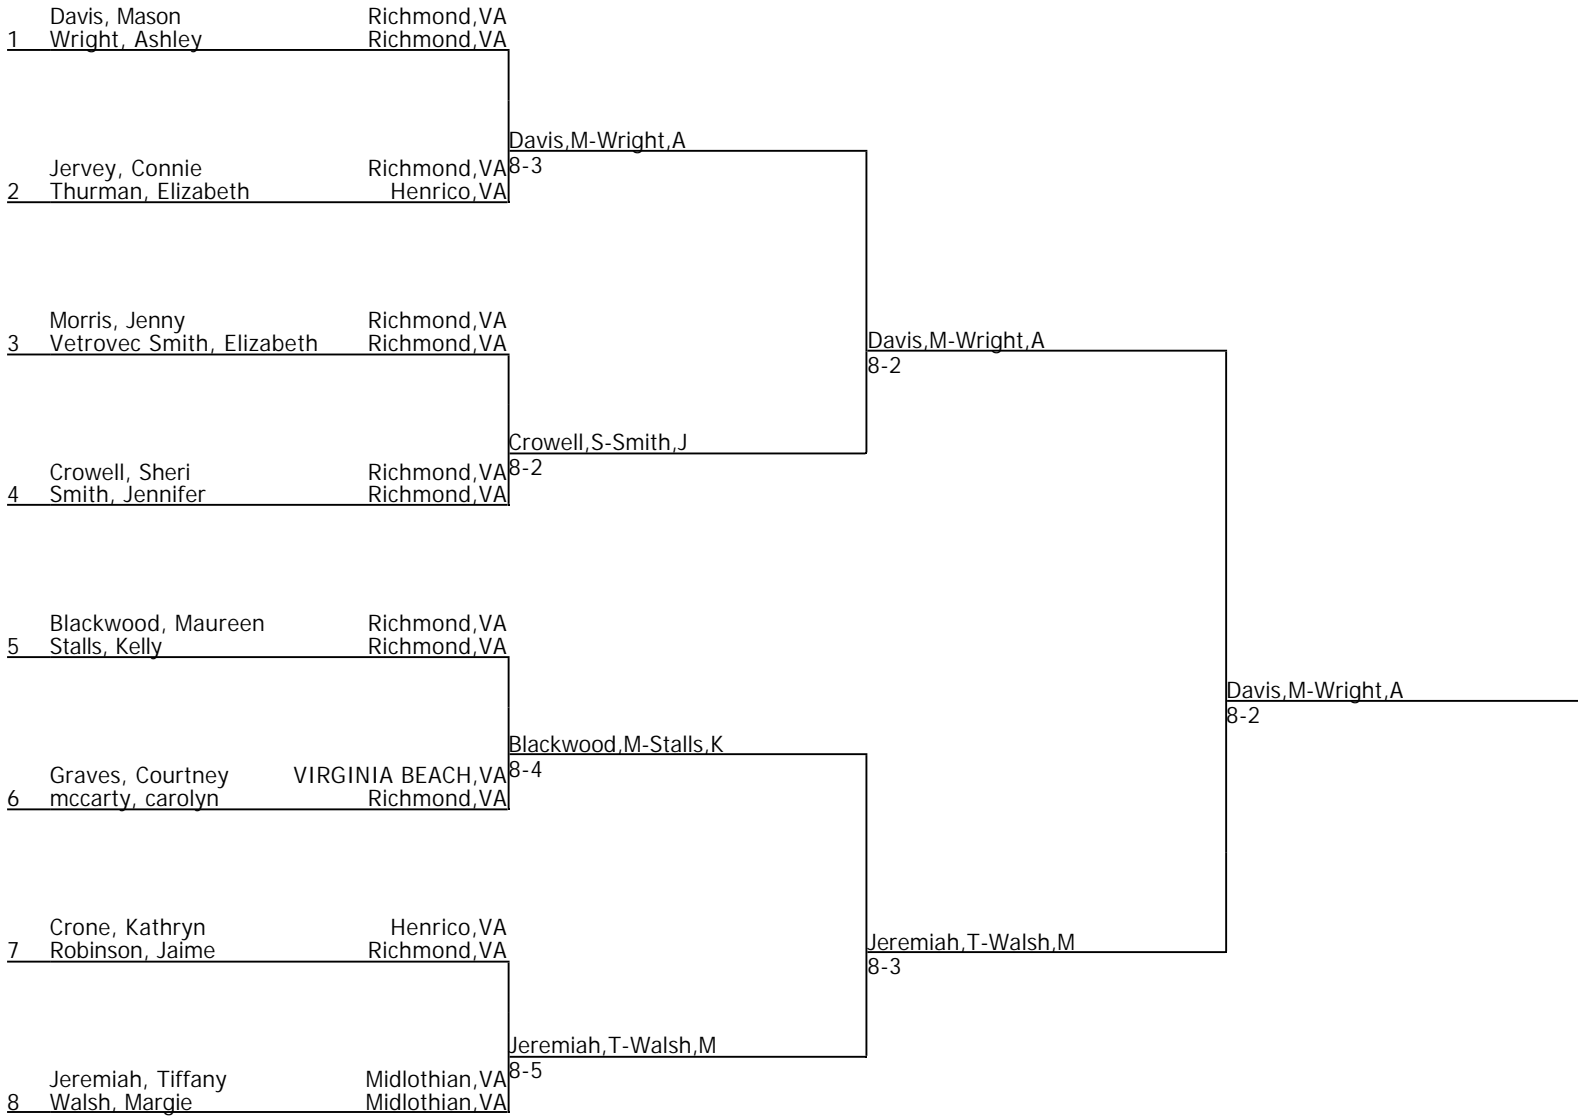 Davis, Mason Richmond,VA
1 Wright, Ashley Richmond,VA
Davis,M-Wright,A
8-3
Jervey, Connie Richmond,VA
2 Thurman, Elizabeth Henrico,VA
Morris, Jenny Richmond,VA
3 Vetrovec Smith, Elizabeth Richmond,VA
Davis,M-Wright,A
8-2
Crowell,S-Smith,J
8-2
Crowell, Sheri Richmond,VA
4 Smith, Jennifer Richmond,VA
Blackwood, Maureen Richmond,VA
5 Stalls, Kelly Richmond,VA
Davis,M-Wright,A
8-2
Blackwood,M-Stalls,K
8-4
Graves, Courtney VIRGINIA BEACH,VA
6 mccarty, carolyn Richmond,VA
Crone, Kathryn Henrico,VA
7 Robinson, Jaime Richmond,VA
Jeremiah,T-Walsh,M
8-3
Jeremiah,T-Walsh,M
8-5
Jeremiah, Tiffany Midlothian,VA
8 Walsh, Margie Midlothian,VA